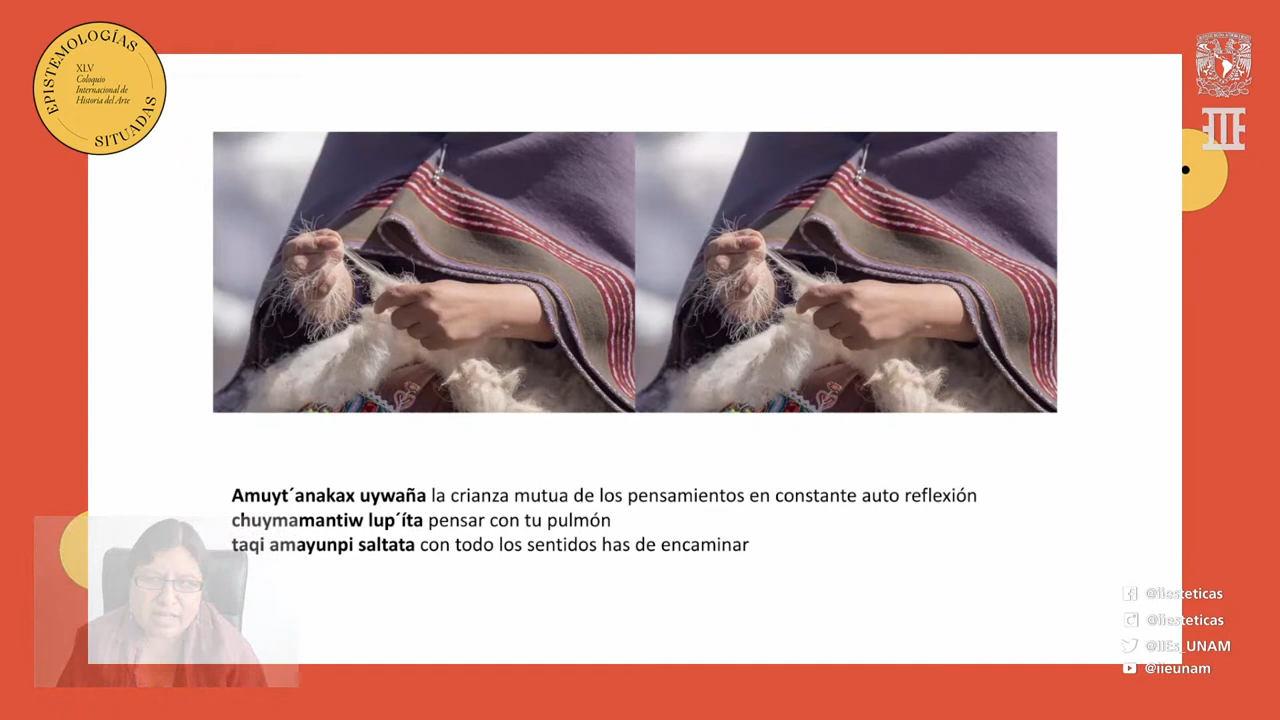 EPISTEMOLOGÍAS
XLV
Coloquio
Internacional de
Historia del Arte
SITUADAS
Amuyt´anakax uywaña la crianza mutua de los pensamientos en constante auto reflexión
chuymamantiw lup´íta pensar con tu pulmón
taqi amayunpi saltata con todo los sentidos has de encaminar
@iiesteticas
@iiesteticas
@IIEs_UNAM
@iieunam